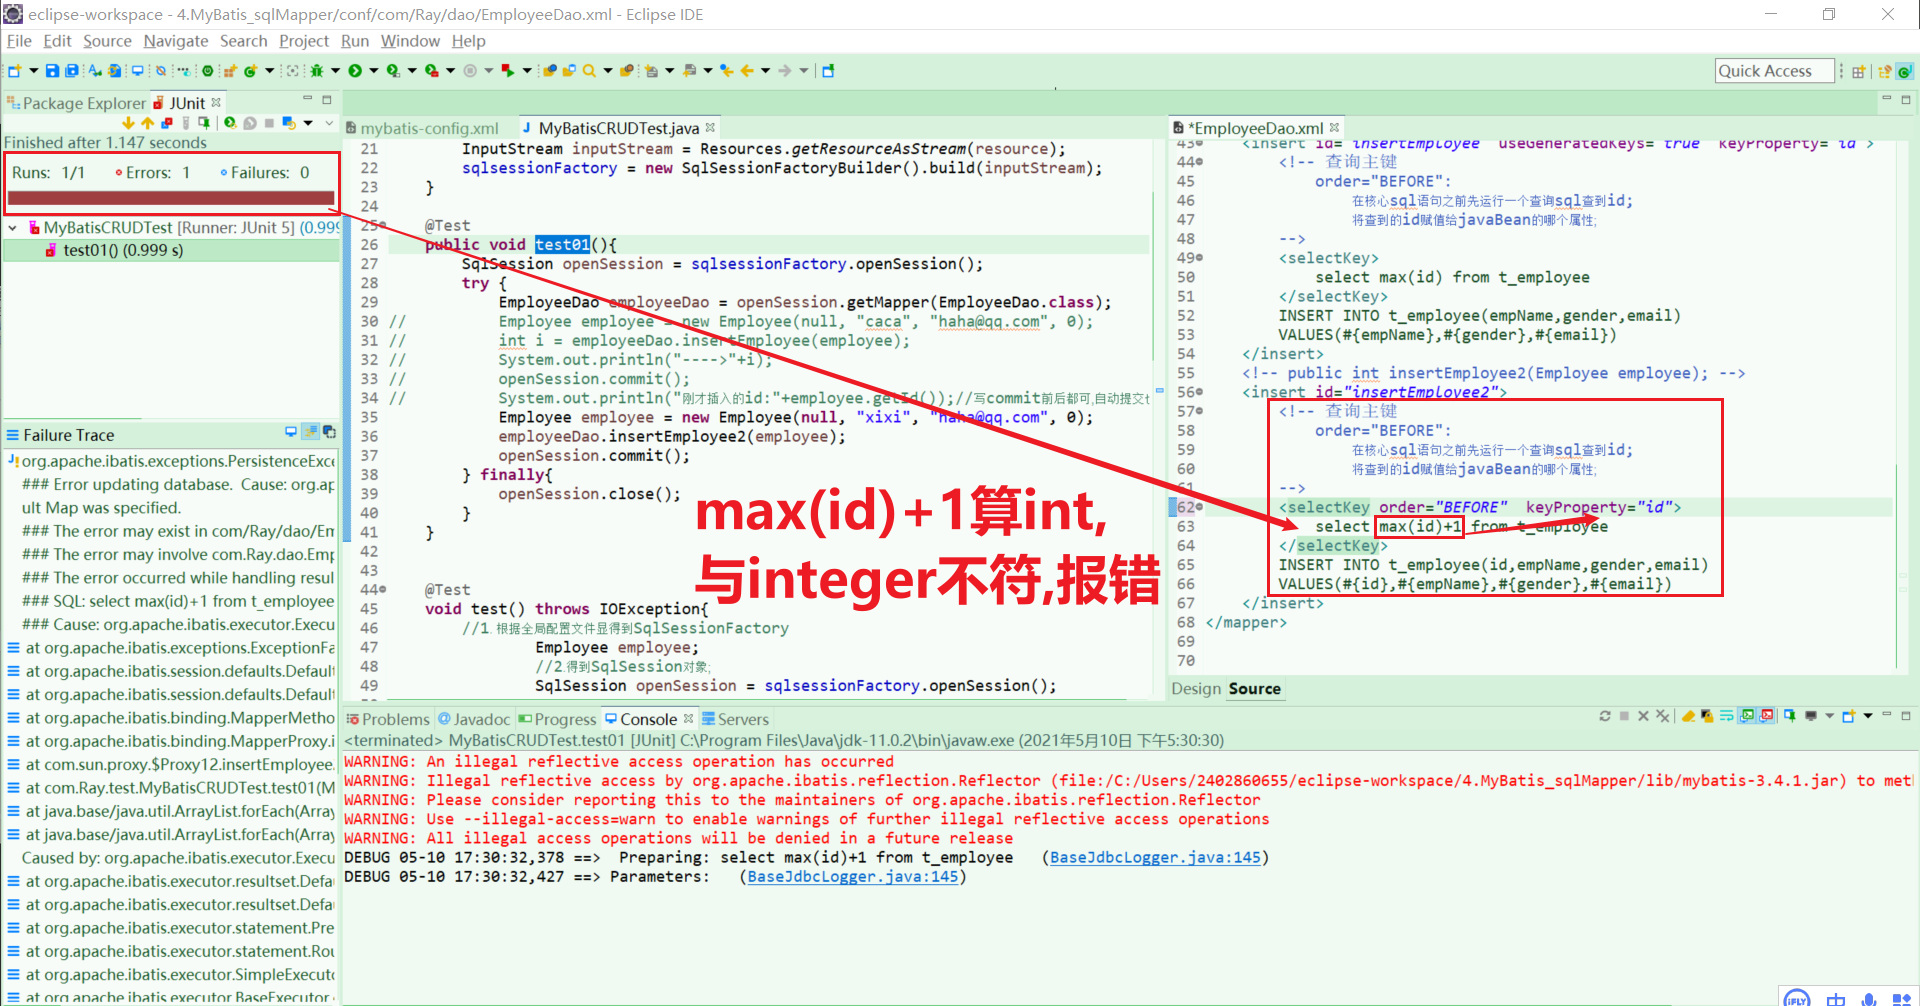 eclipse-workspace - 4.MyBatis_sqlMapper/conf/com/Ray/dao/EmployeeDao.xml - Eclipse IDE
File Edit Source Navigate Search Project Run Window Help
Quick Access
Package Explorer JUnit
Finished after 1.147 seconds
Runs: 1/1 Errors: 1 Failures: 0
MyBatisCRUDTest [Runner: JUnit 5] (0.999
test01() (0.999 s)
Failure Trace
org.apache.ibatis.exceptions.PersistenceExce
### Error updating database.  Cause: org.ap
ult Map was specified.
### The error may exist in com/Ray/dao/Em
### The error may involve com.Ray.dao.Emp
### The error occurred while handling resul
### SQL: select max(id)+1 from t_employee
### Cause: org.apache.ibatis.executor.Execu
at org.apache.ibatis.exceptions.ExceptionFa
at org.apache.ibatis.session.defaults.Defaul
at org.apache.ibatis.session.defaults.Defaul
at org.apache.ibatis.binding.MapperMetho
at org.apache.ibatis.binding.MapperProxy.i
at com.sun.proxy.$Proxy12.insertEmployee
at com.Ray.test.MyBatisCRUDTest.test01(M
at java.base/java.util.ArrayList.forEach(Array
at java.base/java.util.ArrayList.forEach(Array
Caused by: org.apache.ibatis.executor.Execu
at org.apache.ibatis.executor.resultset.Defa
at org.apache.ibatis.executor.resultset.Defa
at org.apache.ibatis.executor.statement.Pre
at org.apache.ibatis.executor.statement.Rou
at org.apache.ibatis.executor.SimpleExecuto
at org.apache.ibatis.executor.BaseExecutor
mybatis-config.xml MyBatisCRUDTest.java
21 InputStream inputStream = Resources.getResourceAsStream(resource);
22 sqlsessionFactory = new SqlSessionFactoryBuilder().build(inputStream);
23 }
24
25 @Test
26 public void test01(){
27 SqlSession openSession = sqlsessionFactory.openSession();
28 try {
29 EmployeeDao employeeDao = openSession.getMapper(EmployeeDao.class);
30 // Employee employee = new Employee(null, "caca", "haha@qq.com", 0);
31 // int i = employeeDao.insertEmployee(employee);
32 // System.out.println("---->"+i);
33 // openSession.commit();
34 // System.out.println("刚才插入的id:"+employee.getId());//写commit前后都可,自动提交t
35 Employee employee = new Employee(null, "xixi", "haha@qq.com", 0);
36 employeeDao.insertEmployee2(employee);
37 openSession.commit();
38 } finally{
39 openSession.close();
40 }
41 }
42
43
44 @Test
45 void test() throws IOException{
46 //1.根据全局配置文件显得到SqlSessionFactory
47 Employee employee;
48 //2.得到SqlSession对象;
49 SqlSession openSession = sqlsessionFactory.openSession();
max(id)+1算int,
与integer不符,报错
*EmployeeDao.xml
43 <insert id="insertEmployee" useGeneratedKeys="true" keyProperty="id">
44 <!-- 查询主键
45 order="BEFORE":
46 在核心sql语句之前先运行一个查询sql查到id;
47 将查到的id赋值给javaBean的哪个属性;
48 -->
49 <selectKey>
50 select max(id) from t_employee
51 </selectKey>
52 INSERT INTO t_employee(empName,gender,email)
53 VALUES(#{empName},#{gender},#{email})
54 </insert>
55 <!-- public int insertEmployee2(Employee employee); -->
56 <insert id="insertEmployee2">
57 <!-- 查询主键
58 order="BEFORE":
59 在核心sql语句之前先运行一个查询sql查到id;
60 将查到的id赋值给javaBean的哪个属性;
61 -->
62 <selectKey order="BEFORE" keyProperty="id">
63 select max(id)+1 from t_employee
64 </selectKey>
65 INSERT INTO t_employee(id,empName,gender,email)
66 VALUES(#{id},#{empName},#{gender},#{email})
67 </insert>
68 </mapper>
69
70
Design Source
Problems Javadoc Progress Console Servers
<terminated> MyBatisCRUDTest.test01 [JUnit] C:\Program Files\Java\jdk-11.0.2\bin\javaw.exe (2021年5月10日 下午5:30:30)
WARNING: An illegal reflective access operation has occurred
WARNING: Illegal reflective access by org.apache.ibatis.reflection.Reflector (file:/C:/Users/2402860655/eclipse-workspace/4.MyBatis_sqlMapper/lib/mybatis-3.4.1.jar) to met
WARNING: Please consider reporting this to the maintainers of org.apache.ibatis.reflection.Reflector
WARNING: Use --illegal-access=warn to enable warnings of further illegal reflective access operations
WARNING: All illegal access operations will be denied in a future release
DEBUG 05-10 17:30:32,378 ==>  Preparing: select max(id)+1 from t_employee   (BaseJdbcLogger.java:145)
DEBUG 05-10 17:30:32,427 ==> Parameters:   (BaseJdbcLogger.java:145)
iFLY 中